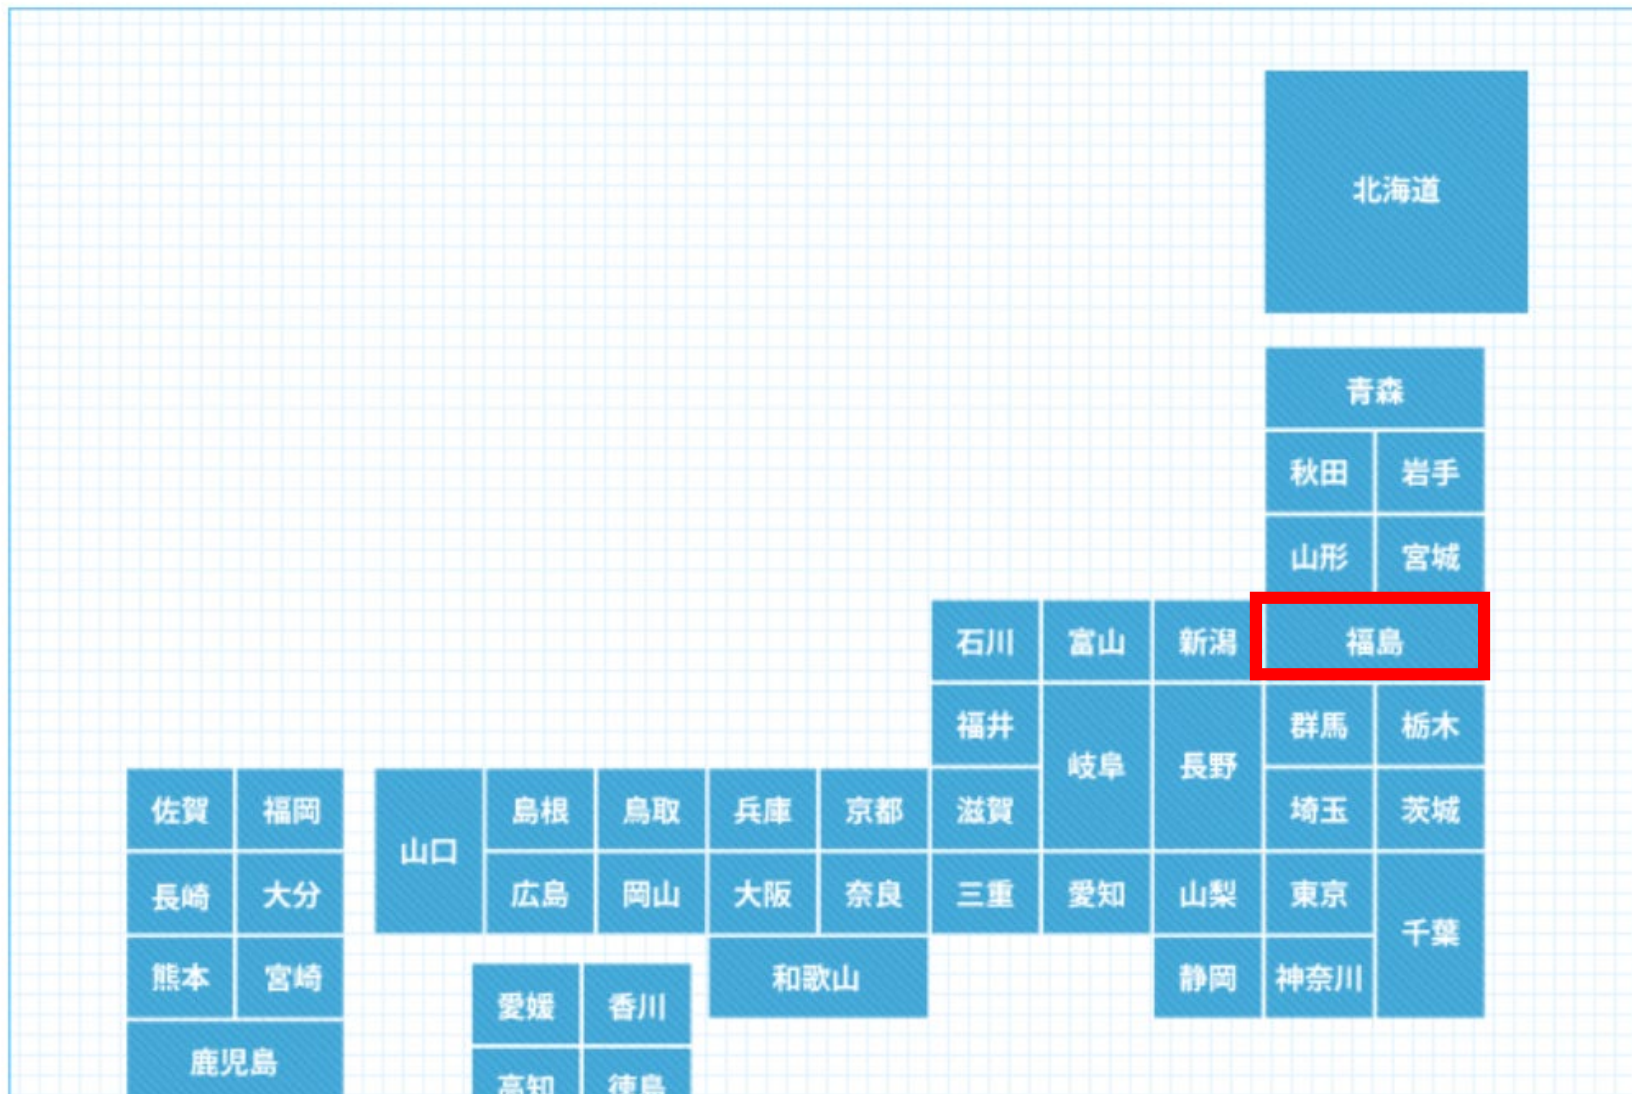 北海道
青森
秋田 岩手
山形 宮城
石川 富山 新潟 福島
福井 岐阜 長野 群馬 栃木
佐賀 福岡 山口 島根 鳥取 兵庫 京都 滋賀 埼玉 茨城
長崎 大分 広島 岡山 大阪 奈良 三重 愛知 山梨 東京 千葉
熊本 宮崎 愛媛 香川 和歌山 静岡 神奈川
鹿児島 高知 徳島